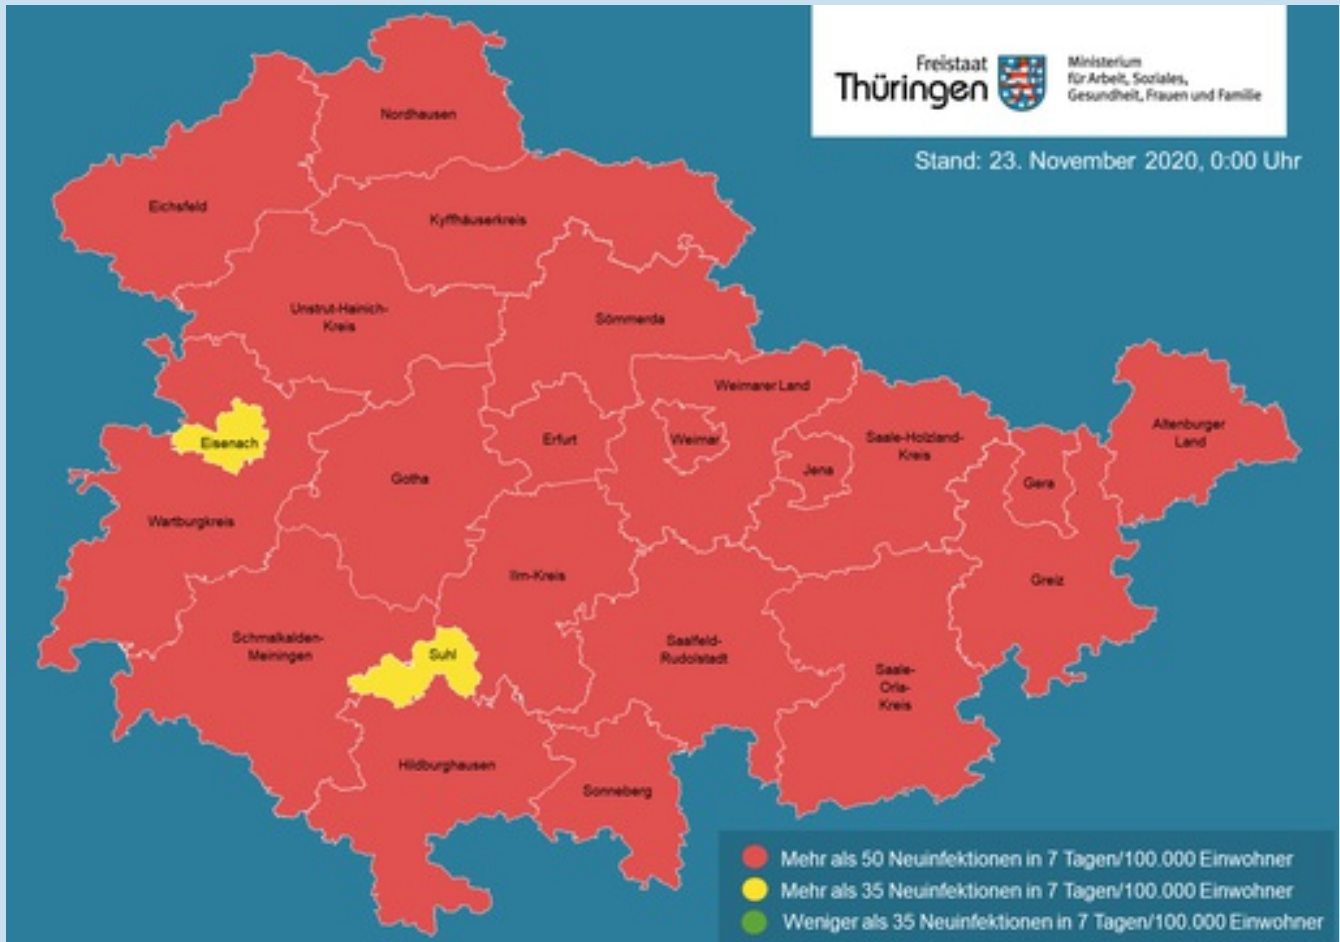 Freistaat
Thüringen
Ministerium
für Arbeit, Soziales,
Gesundheit, Frauen und Familie
Stand: 23. November 2020, 0:00 Uhr
Nordhausen
Eichsfeld
Kyffhäuserkreis
Unstrut-Hainich-
Kreis
Sömmerda
Weimarer Land
Altenburger
Land
Eisenach
Erfurt
Weimar
Saale-Holzland-
Kreis
Jena
Gotha
Gera
Wartburgkreis
Ilm-Kreis
Greiz
Schmalkalden-
Meiningen
Suhl
Saalfeld-
Rudolstadt
Saale-
Orla-
Kreis
Hildburghausen
Sonneberg
Mehr als 50 Neuinfektionen in 7 Tagen/100.000 Einwohner
Mehr als 35 Neuinfektionen in 7 Tagen/100.000 Einwohner
Weniger als 35 Neuinfektionen in 7 Tagen/100.000 Einwohner